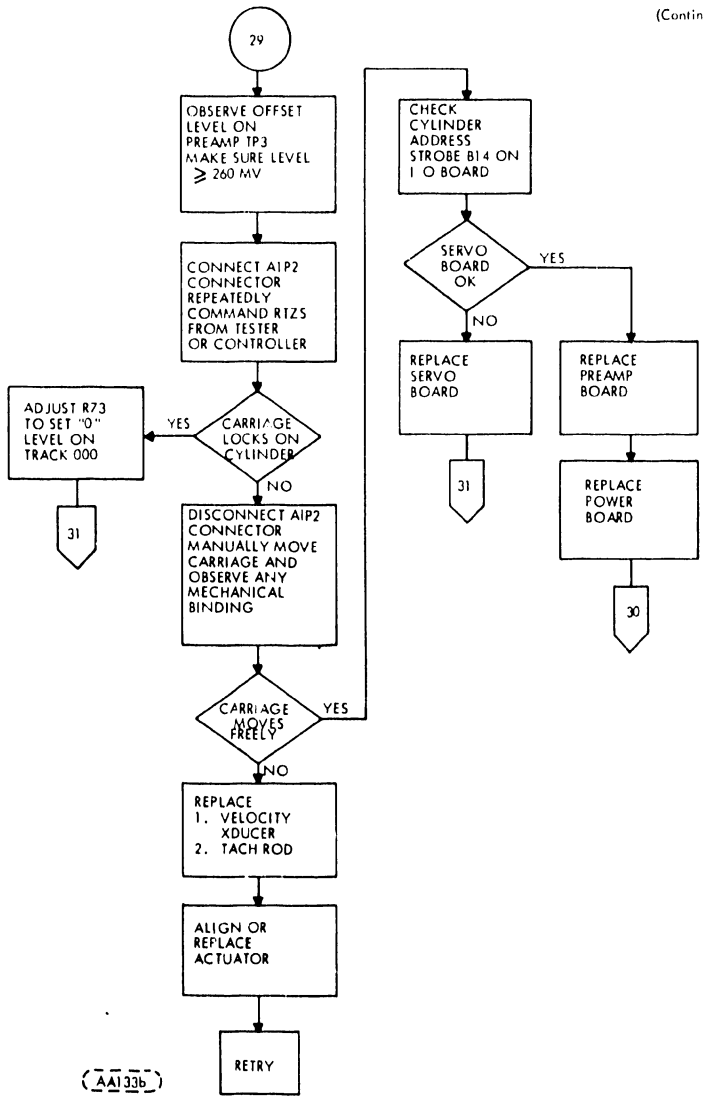 (Contin
29
OBSERVE OFFSET
LEVEL ON
PREAMP TP3
MAKE SURE LEVEL
≥ 260 MV
CONNECT A1P2
CONNECTOR
REPEATEDLY
COMMAND RTZS
FROM TESTER
OR CONTROLLER
CARRIAGE
LOCKS ON
CYLINDER
YES
NO
ADJUST R73
TO SET "0"
LEVEL ON
TRACK 000
31
DISCONNECT A1P2
CONNECTOR
MANUALLY MOVE
CARRIAGE AND
OBSERVE ANY
MECHANICAL
BINDING
CARRIAGE
MOVES
FREELY
YES
NO
REPLACE
1. VELOCITY
XDUCER
2. TACH ROD
ALIGN OR
REPLACE
ACTUATOR
RETRY
CHECK
CYLINDER
ADDRESS
STROBE B14 ON
I O BOARD
SERVO
BOARD
OK
YES
NO
REPLACE
SERVO
BOARD
31
REPLACE
PREAMP
BOARD
REPLACE
POWER
BOARD
30
(AA133b)